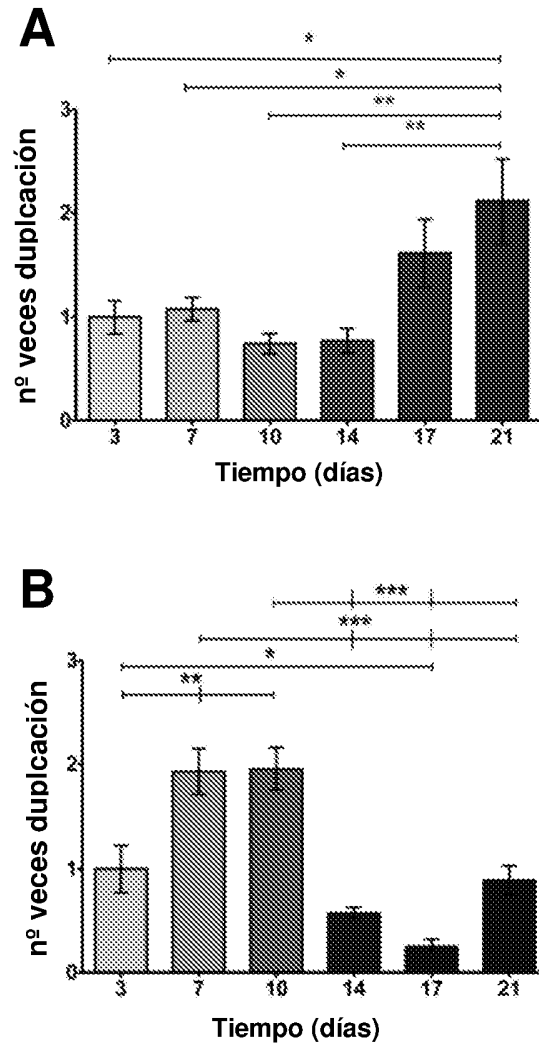 A
*
*
**
**
3
2
1
0
nº veces duplcación
3 7 10 14 17 21
Tiempo (días)
B
***
***
*
**
3
2
1
0
nº veces duplcación
3 7 10 14 17 21
Tiempo (días)